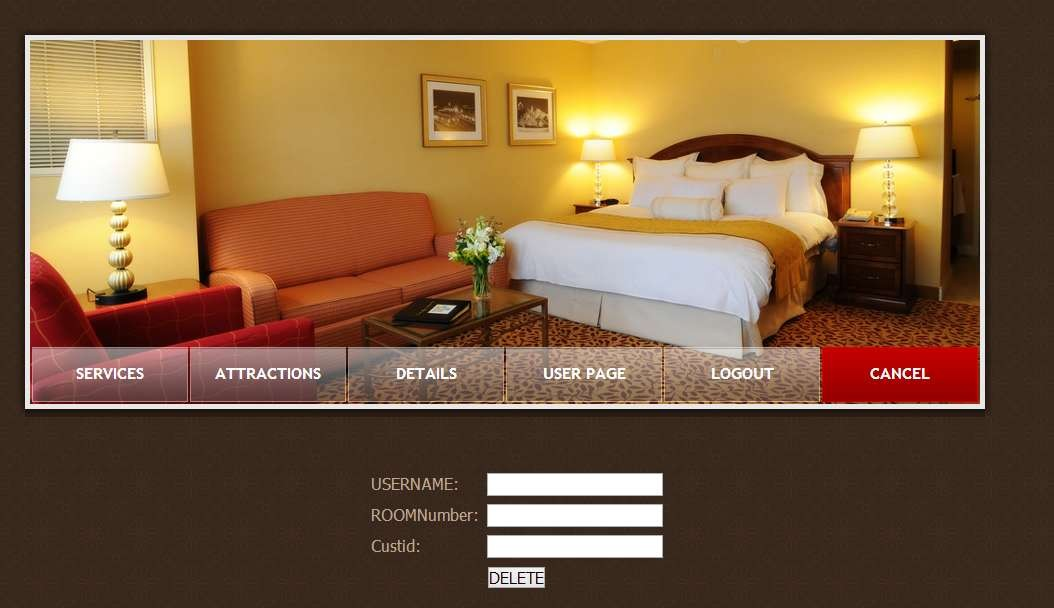 SERVICES ATTRACTIONS DETAILS USER PAGE LOGOUT CANCEL
USERNAME:
ROOMNumber:
Custid:
DELETE